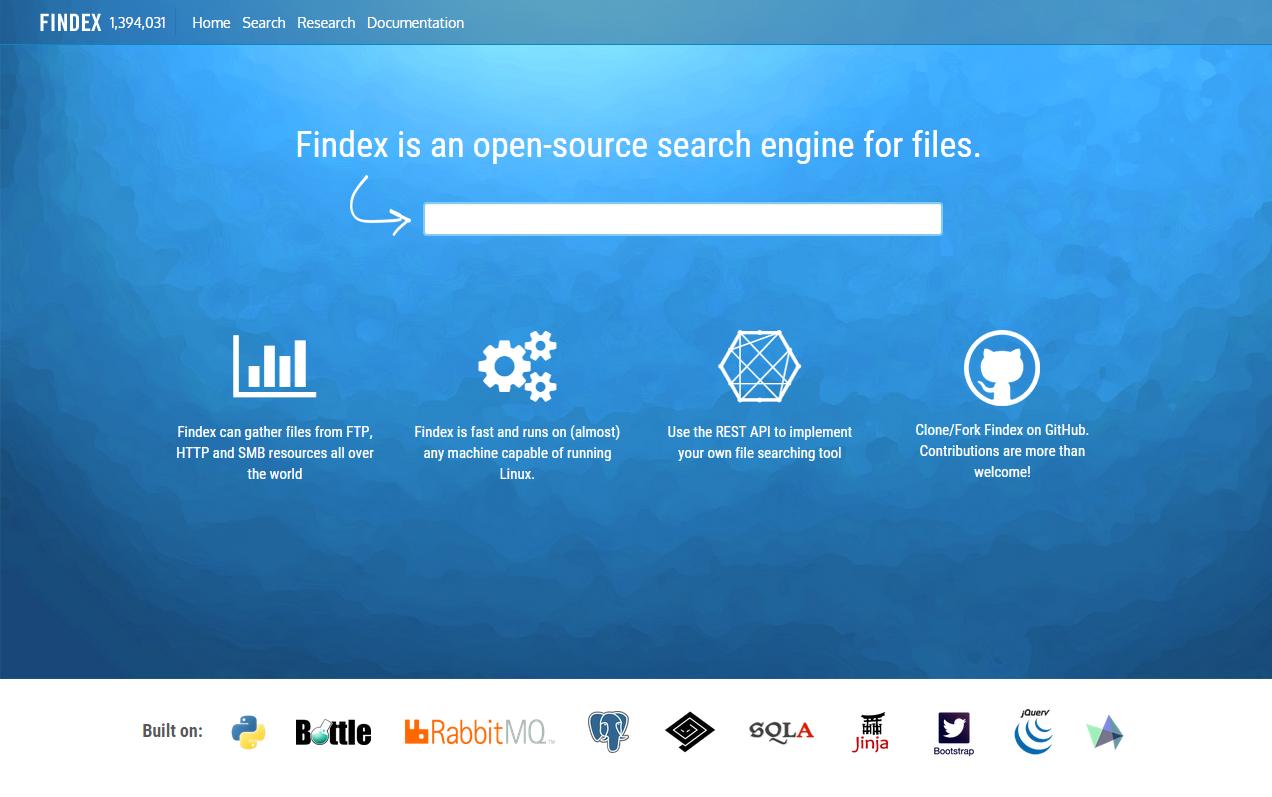 FINDEX 1,394,031 Home Search Research Documentation
Findex is an open-source search engine for files.
Findex can gather files from FTP,
HTTP and SMB resources all over
the world
Findex is fast and runs on (almost)
any machine capable of running
Linux.
Use the REST API to implement
your own file searching tool
Clone/Fork Findex on GitHub.
Contributions are more than
welcome!
Built on: Bottle RabbitMQ™ SQLA Jinja Bootstrap jQuery